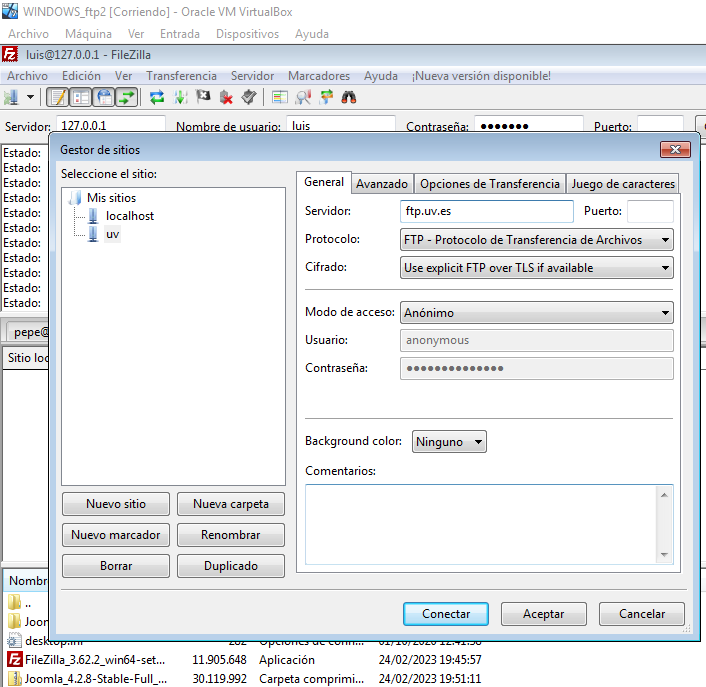 WINDOWS_ftp2 [Corriendo] - Oracle VM VirtualBox
Archivo Máquina Ver Entrada Dispositivos Ayuda
luis@127.0.0.1 - FileZilla
Archivo Edición Ver Transferencia Servidor Marcadores Ayuda ¡Nueva versión disponible!
Servidor: 127.0.0.1 Nombre de usuario: luis Contraseña: ●●●●●●● Puerto:
Estado:
Estado:
Estado:
Estado:
Estado:
Estado:
Estado:
Estado:
Estado:
Estado:
pepe@
Sitio loc
Gestor de sitios
Seleccione el sitio:
Mis sitios
localhost
uv
Nuevo sitio Nueva carpeta
Nuevo marcador Renombrar
Borrar Duplicado
General Avanzado Opciones de Transferencia Juego de caracteres
Servidor: ftp.uv.es Puerto:
Protocolo: FTP - Protocolo de Transferencia de Archivos
Cifrado: Use explicit FTP over TLS if available
Modo de acceso: Anónimo
Usuario: anonymous
Contraseña: ●●●●●●●●●●●●●●
Background color: Ninguno
Comentarios:
Conectar Aceptar Cancelar
Nombr
..
Joom
desktop.ini 282 Opciones de confi...
FileZilla_3.62.2_win64-set... 11.905.648 Aplicación 24/02/2023 19:45:57
Joomla_4.2.8-Stable-Full_... 30.119.992 Carpeta comprimi... 24/02/2023 19:51:11